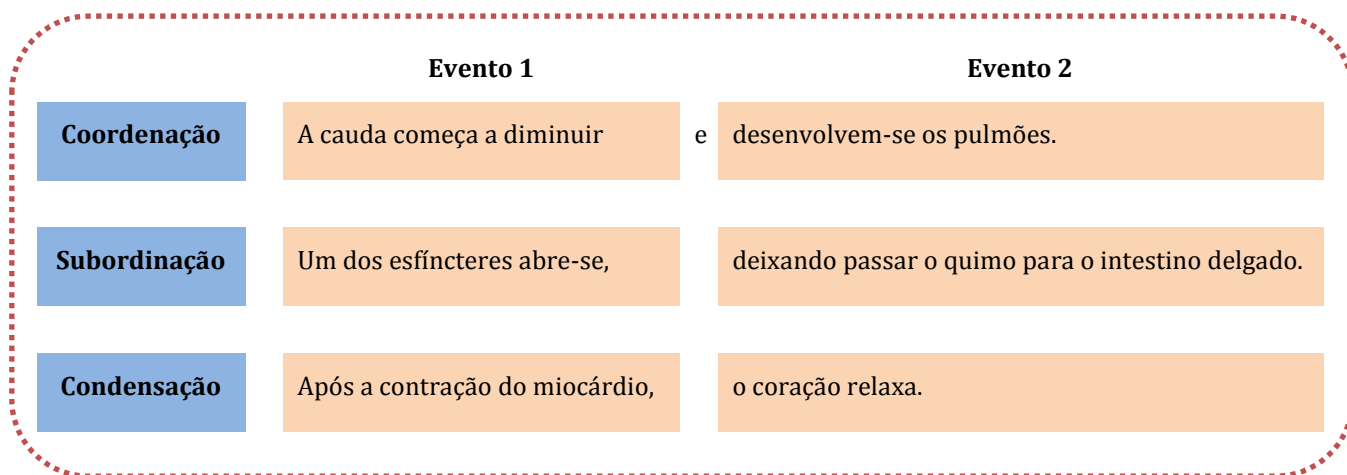 Evento 1 Evento 2
Coordenação A cauda começa a diminuir e desenvolvem-se os pulmões.
Subordinação Um dos esfíncteres abre-se, deixando passar o quimo para o intestino delgado.
Condensação Após a contração do miocárdio, o coração relaxa.